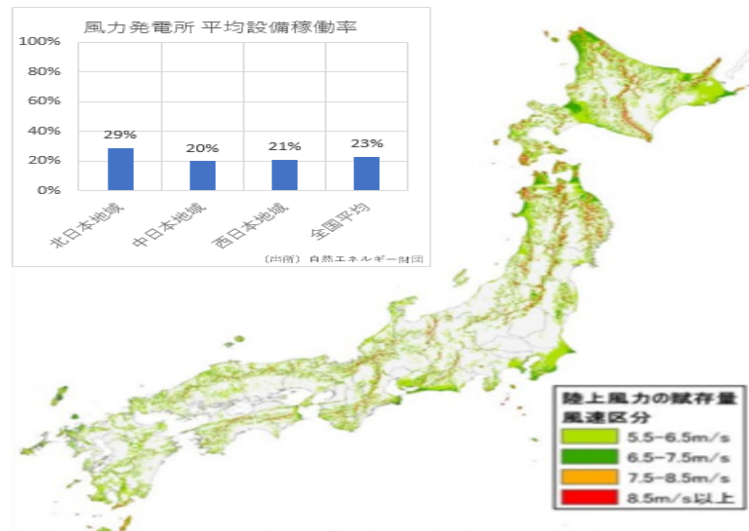 風力発電所 平均設備稼働率
100%
80%
60%
40%
20%
0%
29%
20%
21%
23%
北日本地域
中日本地域
西日本地域
全国平均
(出所) 自然エネルギー財団
陸上風力の賦存量
風速区分
5.5-6.5m/s
6.5-7.5m/s
7.5-8.5m/s
8.5m/s以上